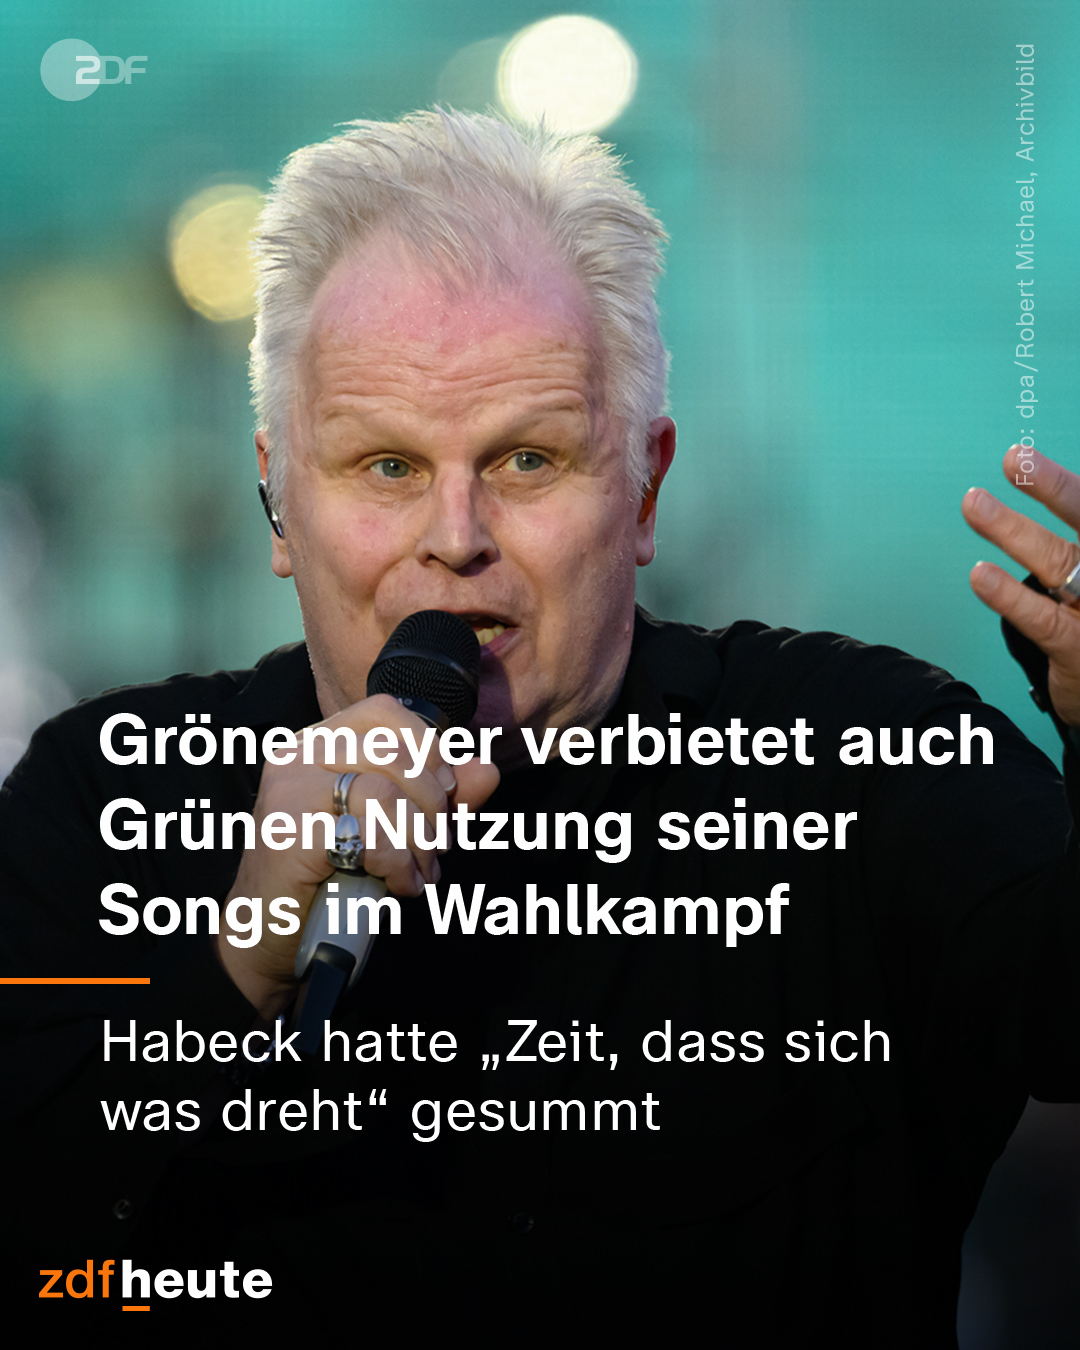 ZDF
Foto: dpa/Robert Michael, Archivbild
Grönemeyer verbietet auch
Grünen Nutzung seiner
Songs im Wahlkampf
Habeck hatte „Zeit, dass sich
was dreht“ gesummt
zdfheute